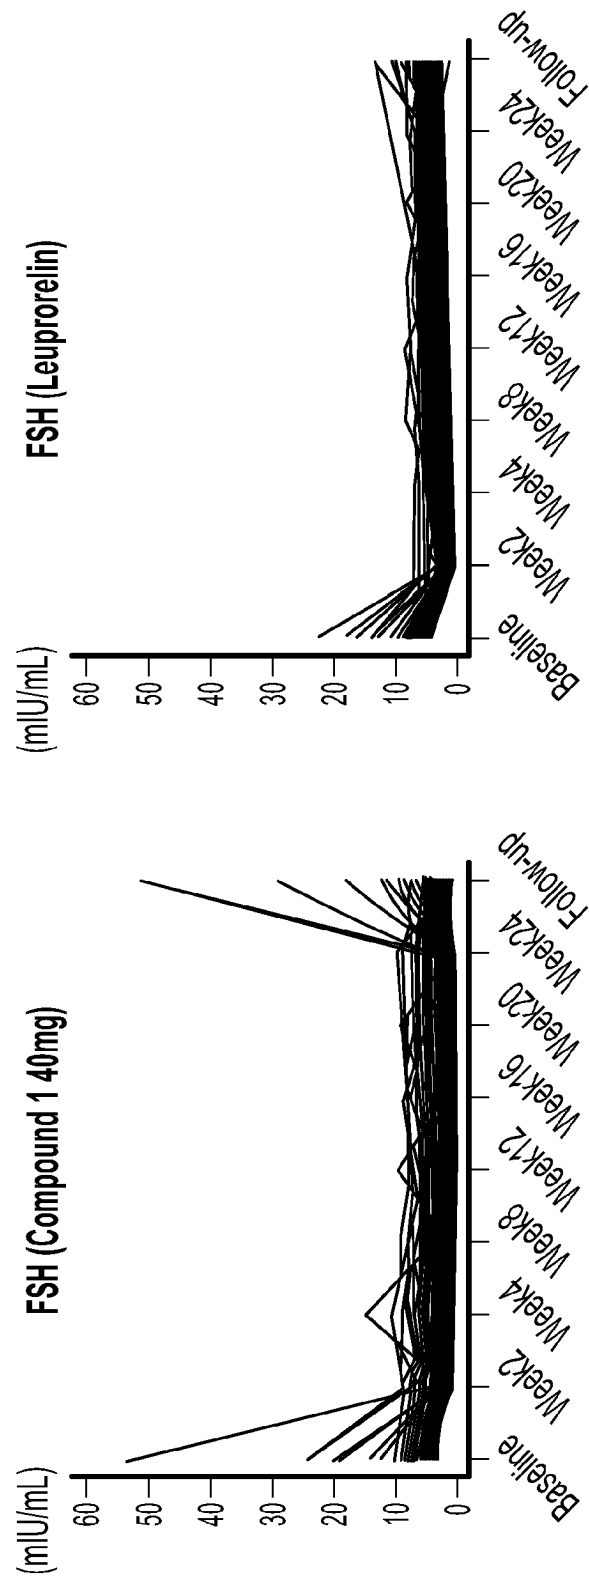 FSH (Compound 1 40mg)
(mIU/mL)
60
50
40
30
20
10
0
Baseline
Week2
Week4
Week8
Week12
Week16
Week20
Week24
Follow-up
FSH (Leuprorelin)
(mIU/mL)
60
50
40
30
20
10
0
Baseline
Week2
Week4
Week8
Week12
Week16
Week20
Week24
Follow-up